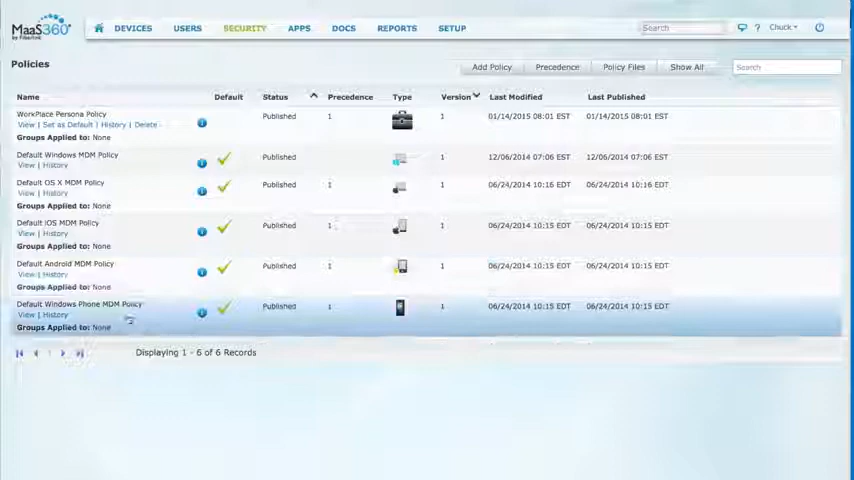 MaaS360
by Fiberlink
DEVICES USERS SECURITY APPS DOCS REPORTS SETUP
Search
? Chuck
Policies
Add Policy Precedence Policy Files Show All Search
Name Default Status Precedence Type Version Last Modified Last Published
WorkPlace Persona Policy Published 1 1 01/14/2015 08:01 EST 01/14/2015 08:01 EST
View | Set as Default | History | Delete
Groups Applied to: None
Default Windows MDM Policy Published 1 12/06/2014 07:06 EST 12/06/2014 07:06 EST
View | History
Default OS X MDM Policy Published 1 1 06/24/2014 10:16 EDT 06/24/2014 10:16 EDT
View | History
Default iOS MDM Policy Published 1 1 06/24/2014 10:15 EDT 06/24/2014 10:15 EDT
View | History
Groups Applied to: None
Default Android MDM Policy Published 1 1 06/24/2014 10:15 EDT 06/24/2014 10:15 EDT
View | History
Groups Applied to: None
Default Windows Phone MDM Policy Published 1 1 06/24/2014 10:15 EDT 06/24/2014 10:15 EDT
View | History
Groups Applied to: None
1 Displaying 1 - 6 of 6 Records